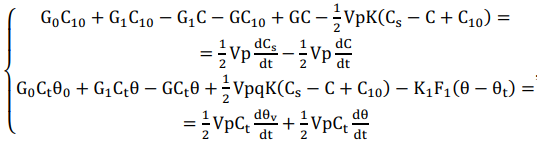 G₀C₁₀ + G₁C₁₀ − G₁C − GC₁₀ + GC − ½VpK(Cₛ − C + C₁₀) =
= ½Vp dCₛ/dt − ½Vp dC/dt
G₀Cₜθ₀ + G₁Cₜθ − GCₜθ + ½VpqK(Cₛ − C + C₁₀) − K₁F₁(θ − θₜ) = ,
= ½VpCₜ dθᵥ/dt + ½VpCₜ dθ/dt